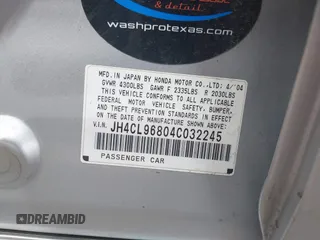 & detail
washprotexas.com
MFD. IN JAPAN BY HONDA MOTOR CO.,LTD: 4/'04
GVWR 4300LBS GAWR F 2335LBS R 2030LBS
THIS VEHICLE CONFORMS TO ALL APPLICABLE
FEDERAL MOTOR VEHICLE SAFETY, BUMPER,
AND THEFT PREVENTION STANDARDS IN EFFECT
ON THE DATE OF MANUFACTURE SHOWN ABOVE.
V.I.N. JH4CL96804C032245
PASSENGER CAR
DREAMBID